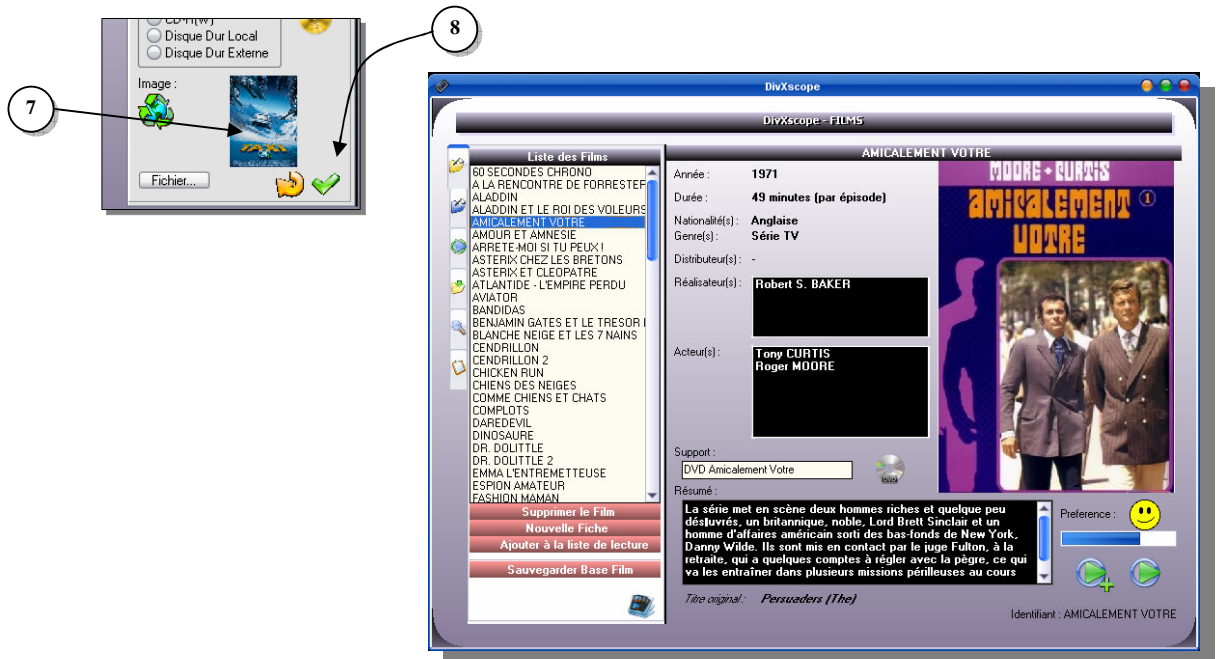 8
7
CD-R(W)
Disque Dur Local
Disque Dur Externe
Image :
TAXI
Fichier...
DivXscope
DivXscope - FILMS
Liste des Films
60 SECONDES CHRONO
A LA RENCONTRE DE FORRESTER
ALADDIN
ALADDIN ET LE ROI DES VOLEURS
AMICALEMENT VOTRE
AMOUR ET AMNESIE
ARRETE-MOI SI TU PEUX !
ASTERIX CHEZ LES BRETONS
ASTERIX ET CLEOPATRE
ATLANTIDE - L'EMPIRE PERDU
AVIATOR
BANDIDAS
BENJAMIN GATES ET LE TRESOR
BLANCHE NEIGE ET LES 7 NAINS
CENDRILLON
CENDRILLON 2
CHICKEN RUN
CHIENS DES NEIGES
COMME CHIENS ET CHATS
COMPLOTS
DAREDEVIL
DINOSAURE
DR. DOLITTLE
DR. DOLITTLE 2
EMMA L'ENTREMETTEUSE
ESPION AMATEUR
FASHION MAMAN
Supprimer le Film
Nouvelle Fiche
Ajouter à la liste de lecture
Sauvegarder Base Film
AMICALEMENT VOTRE
Année : 1971
Durée : 49 minutes (par épisode)
Nationalité(s) : Anglaise
Genre(s) : Série TV
Distributeur(s) : -
Réalisateur(s) : Robert S. BAKER
Acteur(s) : Tony CURTIS
Roger MOORE
MOORE • CURTIS
amicalement 1
VOTRE
Support :
DVD Amicalement Votre
DVD
Résumé :
La série met en scène deux hommes riches et quelque peu
désluvrés, un britannique, noble, Lord Brett Sinclair et un
homme d'affaires américain sorti des bas-fonds de New York,
Danny Wilde. Ils sont mis en contact par le juge Fulton, à la
retraite, qui a quelques comptes à régler avec la pègre, ce qui
va les entraîner dans plusieurs missions périlleuses au cours
Preference :
Titre original : Persuaders (The)
Identifiant : AMICALEMENT VOTRE